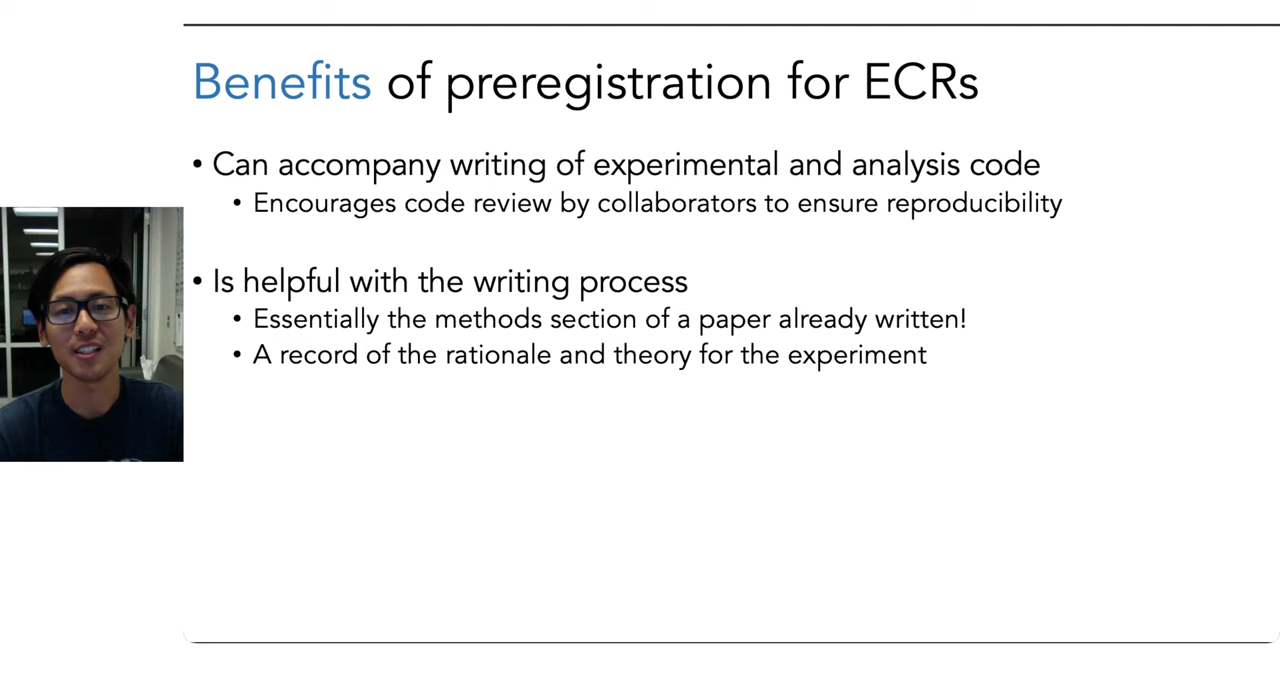 Benefits of preregistration for ECRs
• Can accompany writing of experimental and analysis code
• Encourages code review by collaborators to ensure reproducibility
• Is helpful with the writing process
• Essentially the methods section of a paper already written!
• A record of the rationale and theory for the experiment